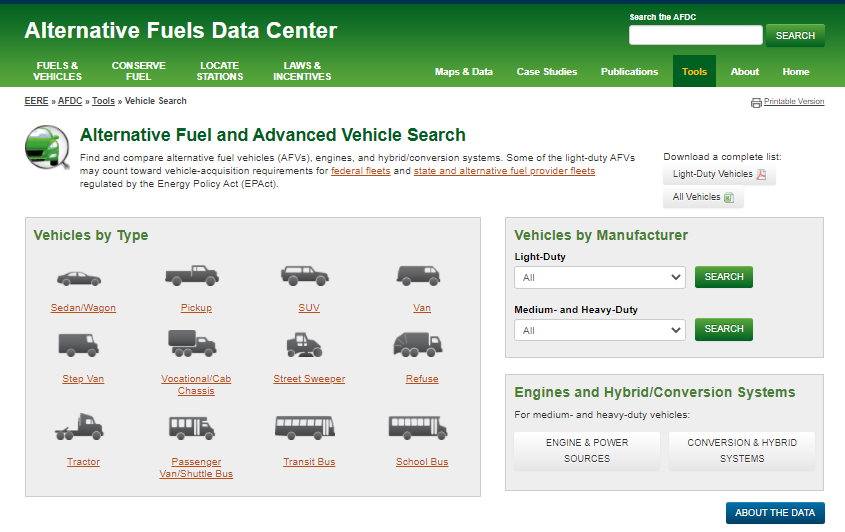 Alternative Fuels Data Center
Search the AFDC
SEARCH
FUELS &
VEHICLES
CONSERVE
FUEL
LOCATE
STATIONS
LAWS &
INCENTIVES
Maps & Data
Case Studies
Publications
Tools
About
Home
EERE » AFDC » Tools » Vehicle Search
Printable Version
Alternative Fuel and Advanced Vehicle Search
Find and compare alternative fuel vehicles (AFVs), engines, and hybrid/conversion systems. Some of the light-duty AFVs
may count toward vehicle-acquisition requirements for federal fleets and state and alternative fuel provider fleets
regulated by the Energy Policy Act (EPAct).
Download a complete list:
Light-Duty Vehicles
All Vehicles
Vehicles by Type
Sedan/Wagon
Pickup
SUV
Van
Step Van
Vocational/Cab
Chassis
Street Sweeper
Refuse
Tractor
Passenger
Van/Shuttle Bus
Transit Bus
School Bus
Vehicles by Manufacturer
Light-Duty
All
SEARCH
Medium- and Heavy-Duty
All
SEARCH
Engines and Hybrid/Conversion Systems
For medium- and heavy-duty vehicles:
ENGINE & POWER
SOURCES
CONVERSION & HYBRID
SYSTEMS
ABOUT THE DATA